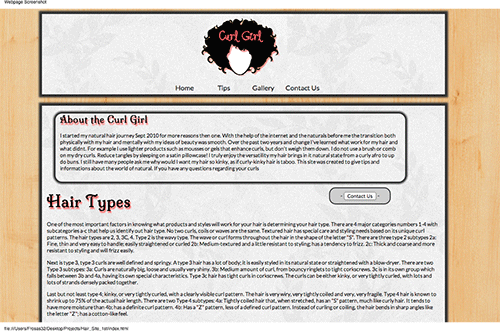 Webpage Screenshot
Curl Girl
Home Tips Gallery Contact Us
About the Curl Girl
I started my natural hair journey Sept 2010 for more reasons then one. With the help of the internet and the naturals before me the transition both
physically with my hair and mentally with my ideas of beauty was smooth. Over the past two years and change I've learned what work for my hair and
what didnt. For example I use lighter products such as mousses or gels that enhance curls, but don't weigh them down. I do not use a brush or comb
on my dry curls. Reduce tangles by sleeping on a satin pillowcase! I truly enjoy the versatility my hair brings in it natural state from a curly afro to up
do buns. I still have many people ask me why would I want my hair so kinky, as if curly-kinky hair is taboo. This site was created to give tips and
informations about the world of natural. If you have any questions regarding your curls
Contact Us
Hair Types
One of the most important factors in knowing what products and styles will work for your hair is determining your hair type. There are 4 major categories numbers 1-4 with
subcategories a-c that help us identify out hair type. No two curls, coils or waves are the same. Textured hair has special care and styling needs based on its unique curl
patterns. The hair types are 2, 3, 3C, 4. Type 2 is the wavy type. The wave or curl forms throughout the hair in the shape of the letter "S". There are three type 2 subtypes 2a:
Fine, thin and very easy to handle; easily straightened or curled 2b: Medium-textured and a little resistant to styling; has a tendency to frizz. 2c: Thick and coarse and more
resistant to styling and will frizz easily.
Next is type 3, type 3 curls are well defined and springy. A type 3 hair has a lot of body; it is easily styled in its natural state or straightened with a blow-dryer. There are two
Type 3 subtypes: 3a: Curls are naturally big, loose and usually very shiny. 3b: Medium amount of curl, from bouncy ringlets to tight corkscrews. 3c is in its own group which
falls between 3b and 4a, having its own special characteristics. Type 3c hair has tight curls in corkscrews. The curls can be either kinky, or very tightly curled, with lots and
lots of strands densely packed together.
Last but not least type 4, kinky, or very tightly curled, with a clearly visible curl pattern. The hair is very wiry, very tightly coiled and very, very fragile. Type 4 hair is known to
shrink up to 75% of the actual hair length. There are two Type 4 subtypes: 4a: Tightly coiled hair that, when stretched, has an "S" pattern, much like curly hair. It tends to
have more moisture than 4b; has a definite curl pattern. 4b: Has a "Z" pattern, less of a defined curl pattern. Instead of curling or coiling, the hair bends in sharp angles like
the letter "Z"; has a cotton-like feel.